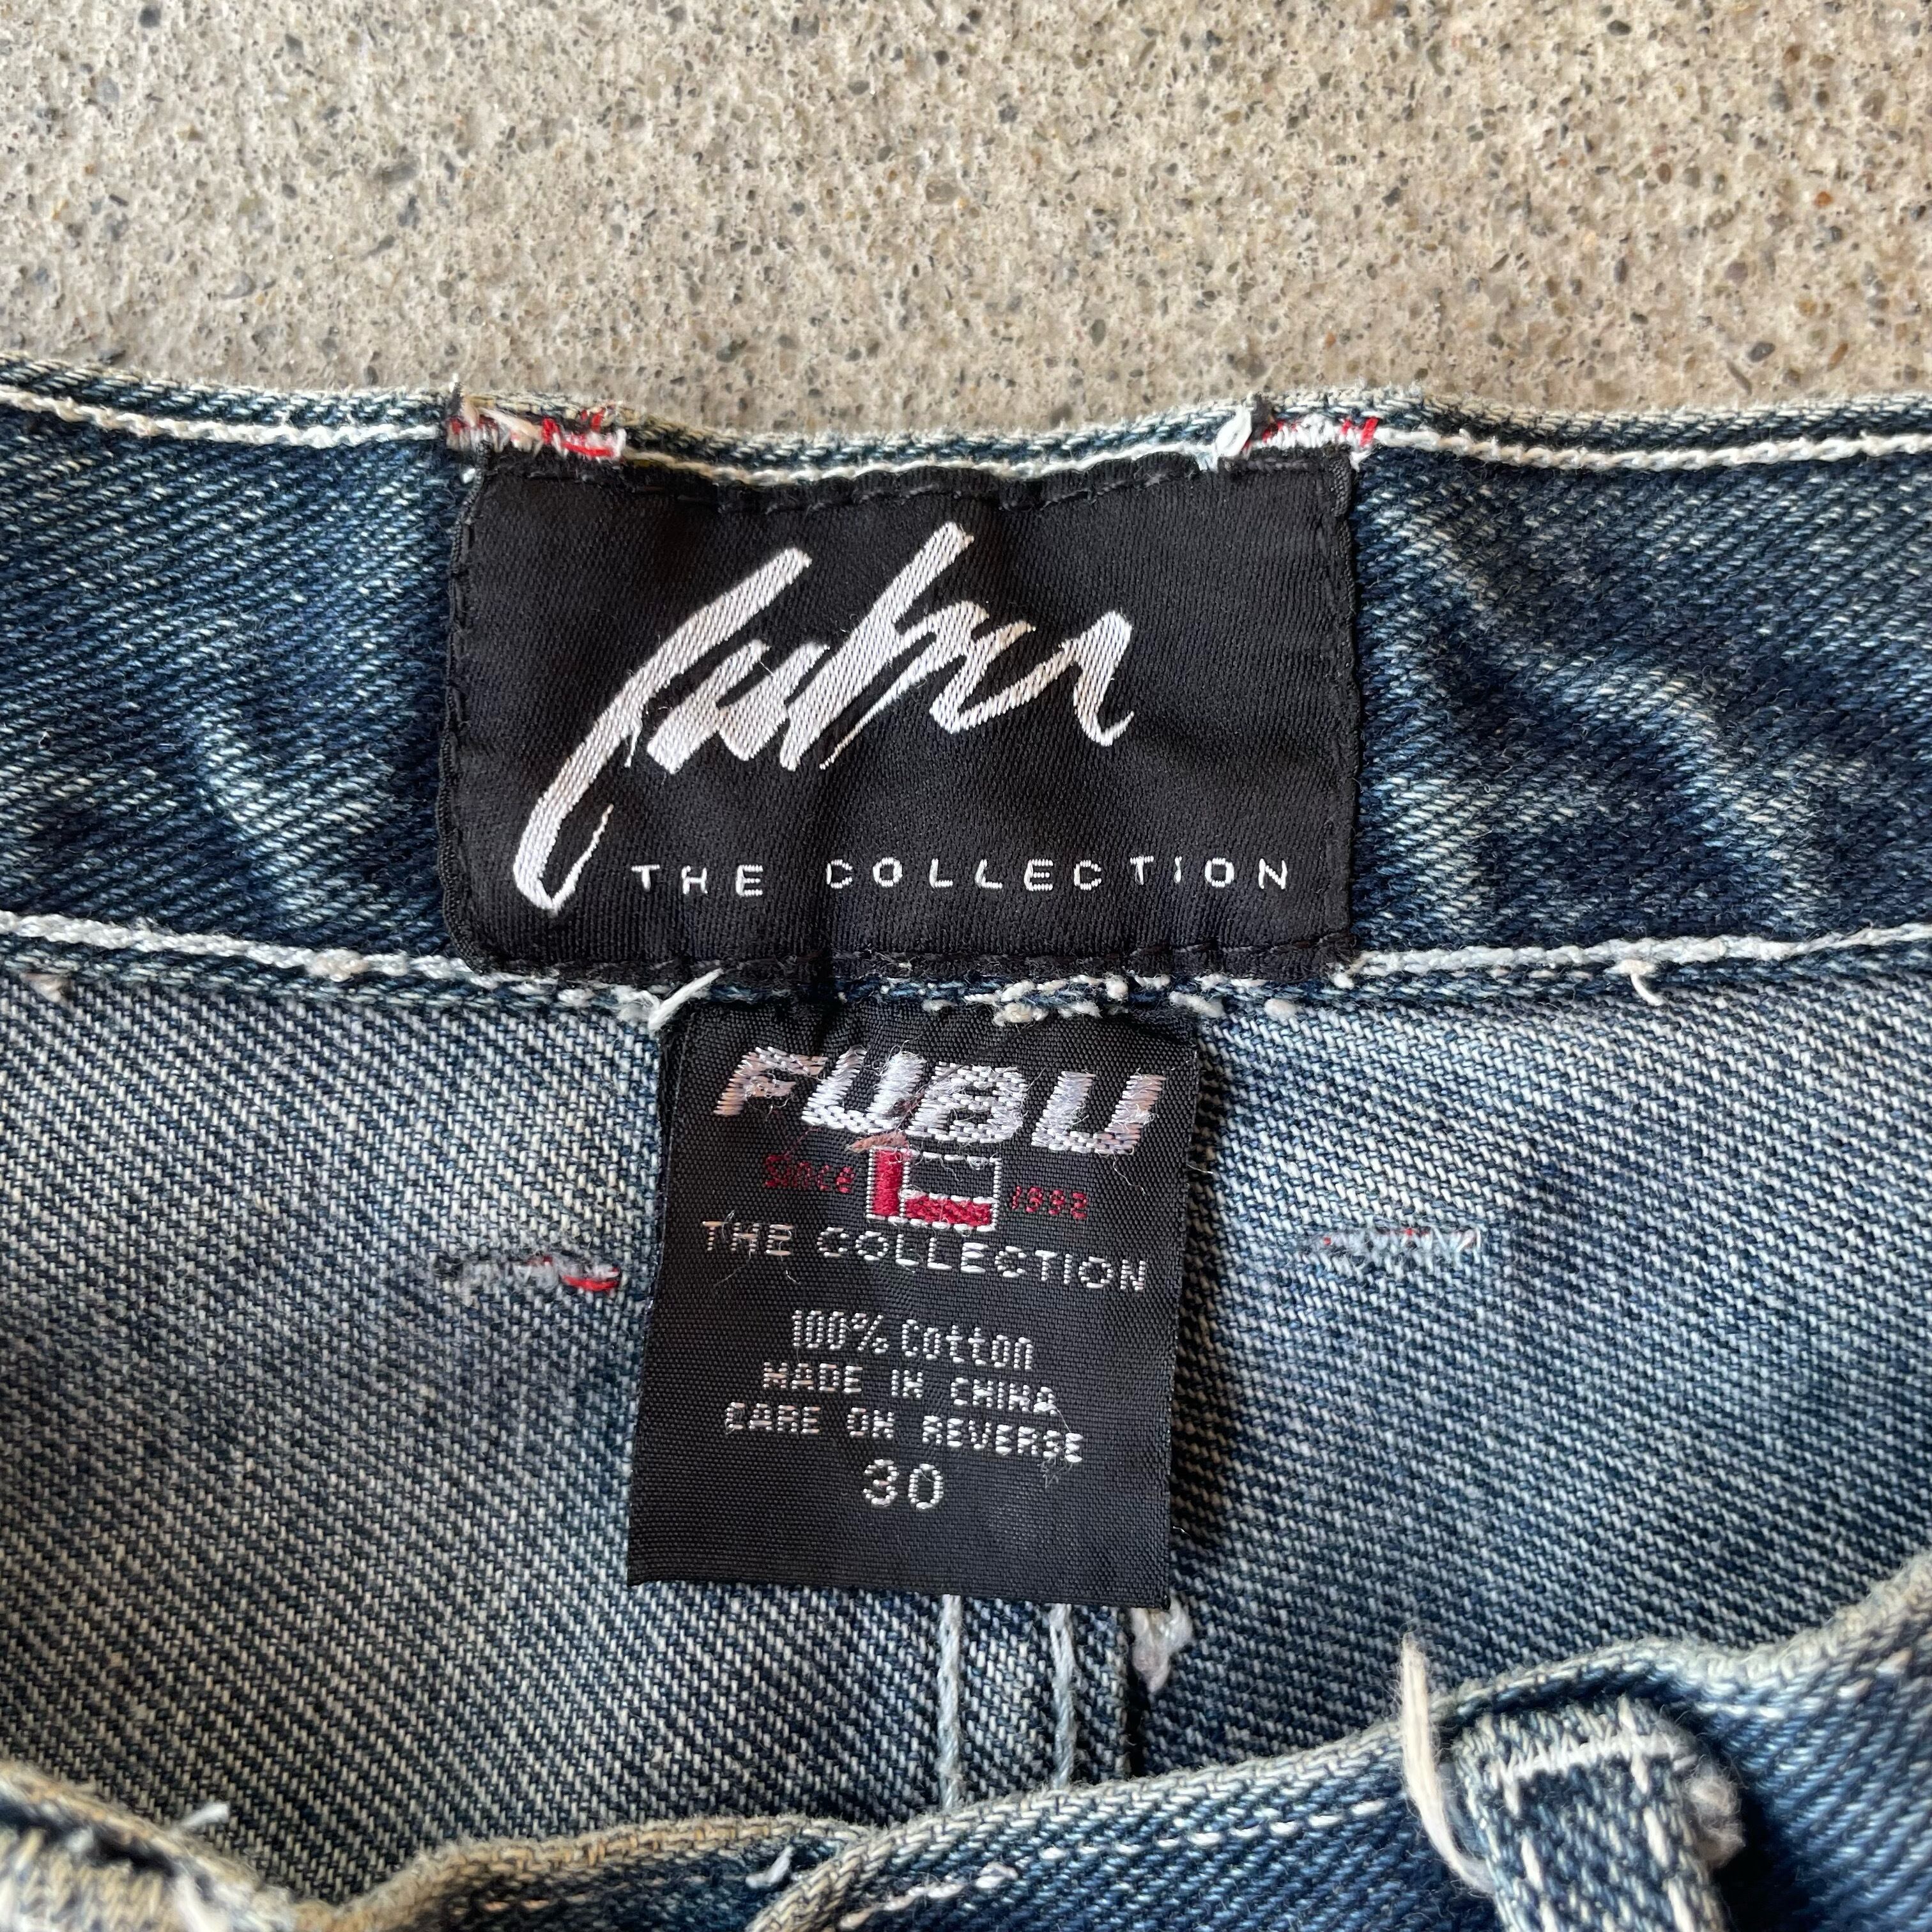 fubu
THE COLLECTION
FUBU
Since 1992
THE COLLECTION
100% Cotton
MADE IN CHINA
CARE ON REVERSE
30